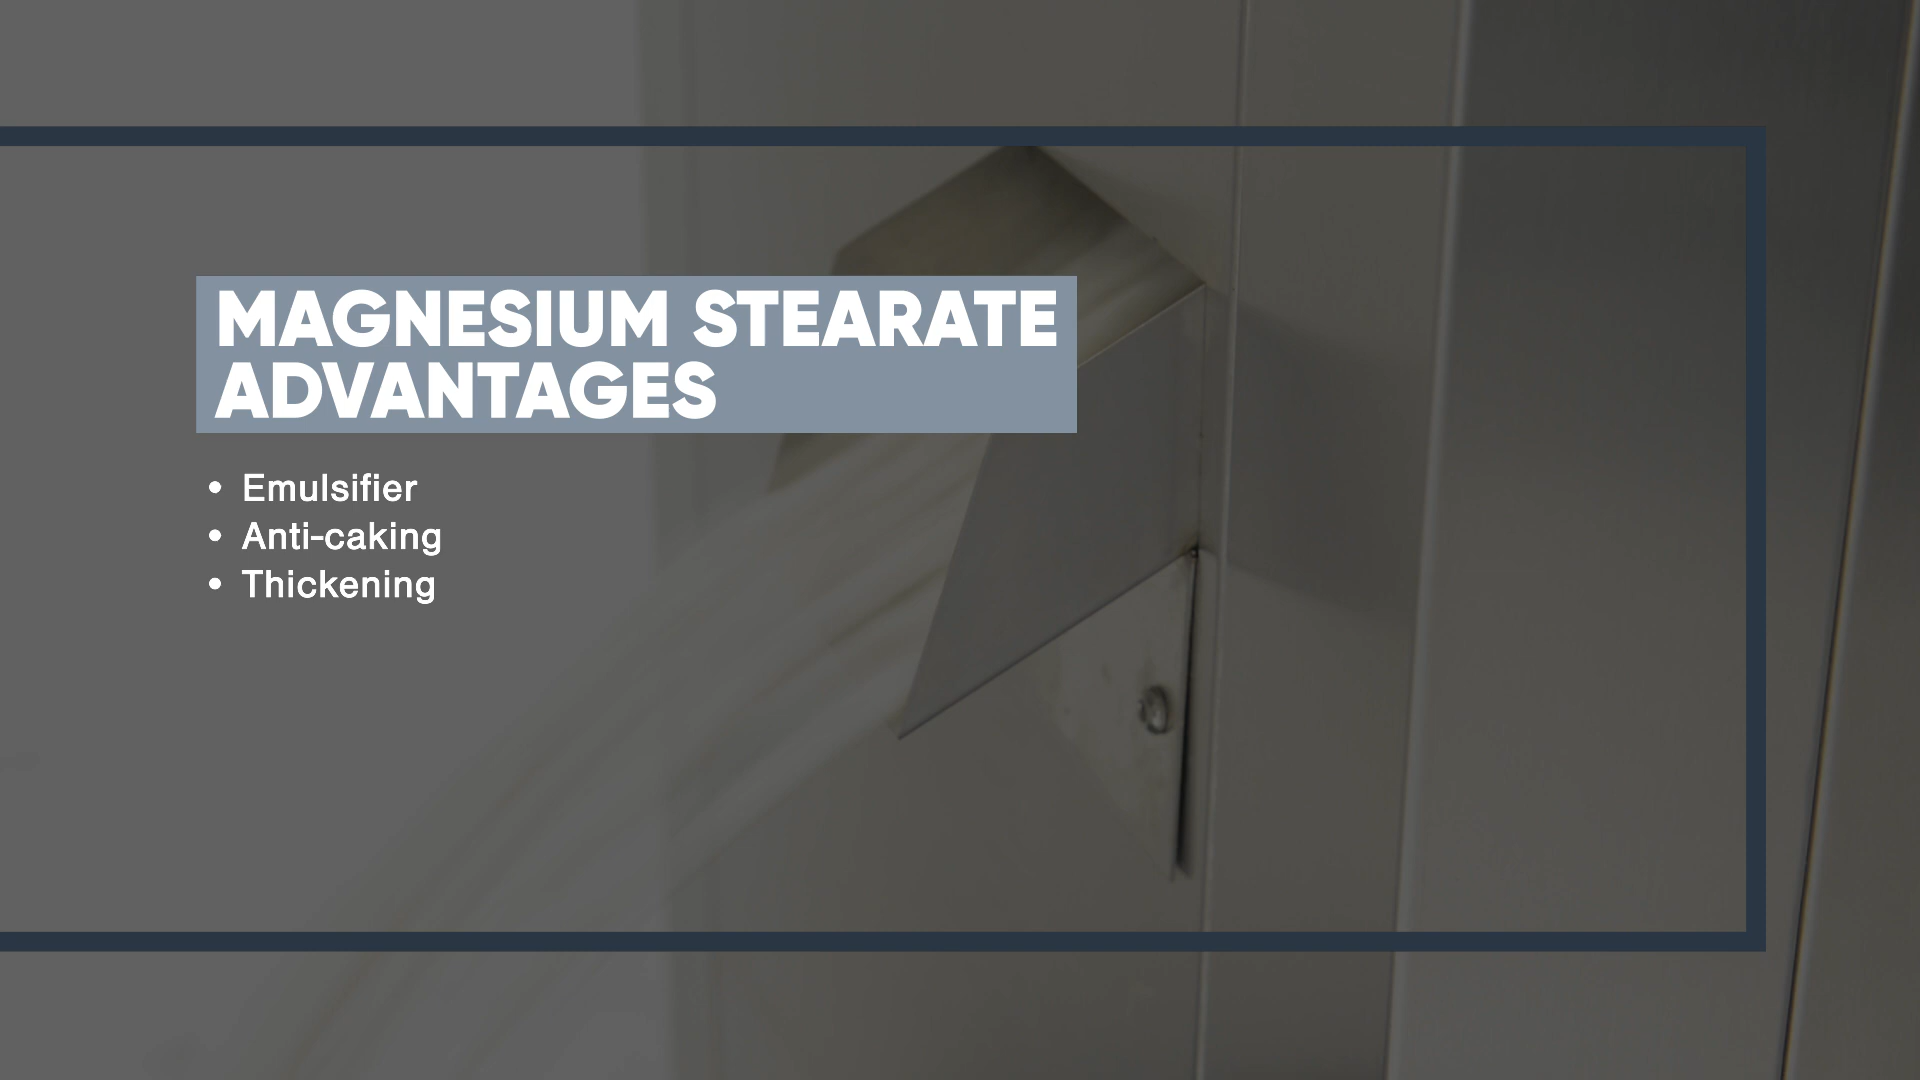 MAGNESIUM STEARATE
ADVANTAGES
• Emulsifier
• Anti-caking
• Thickening